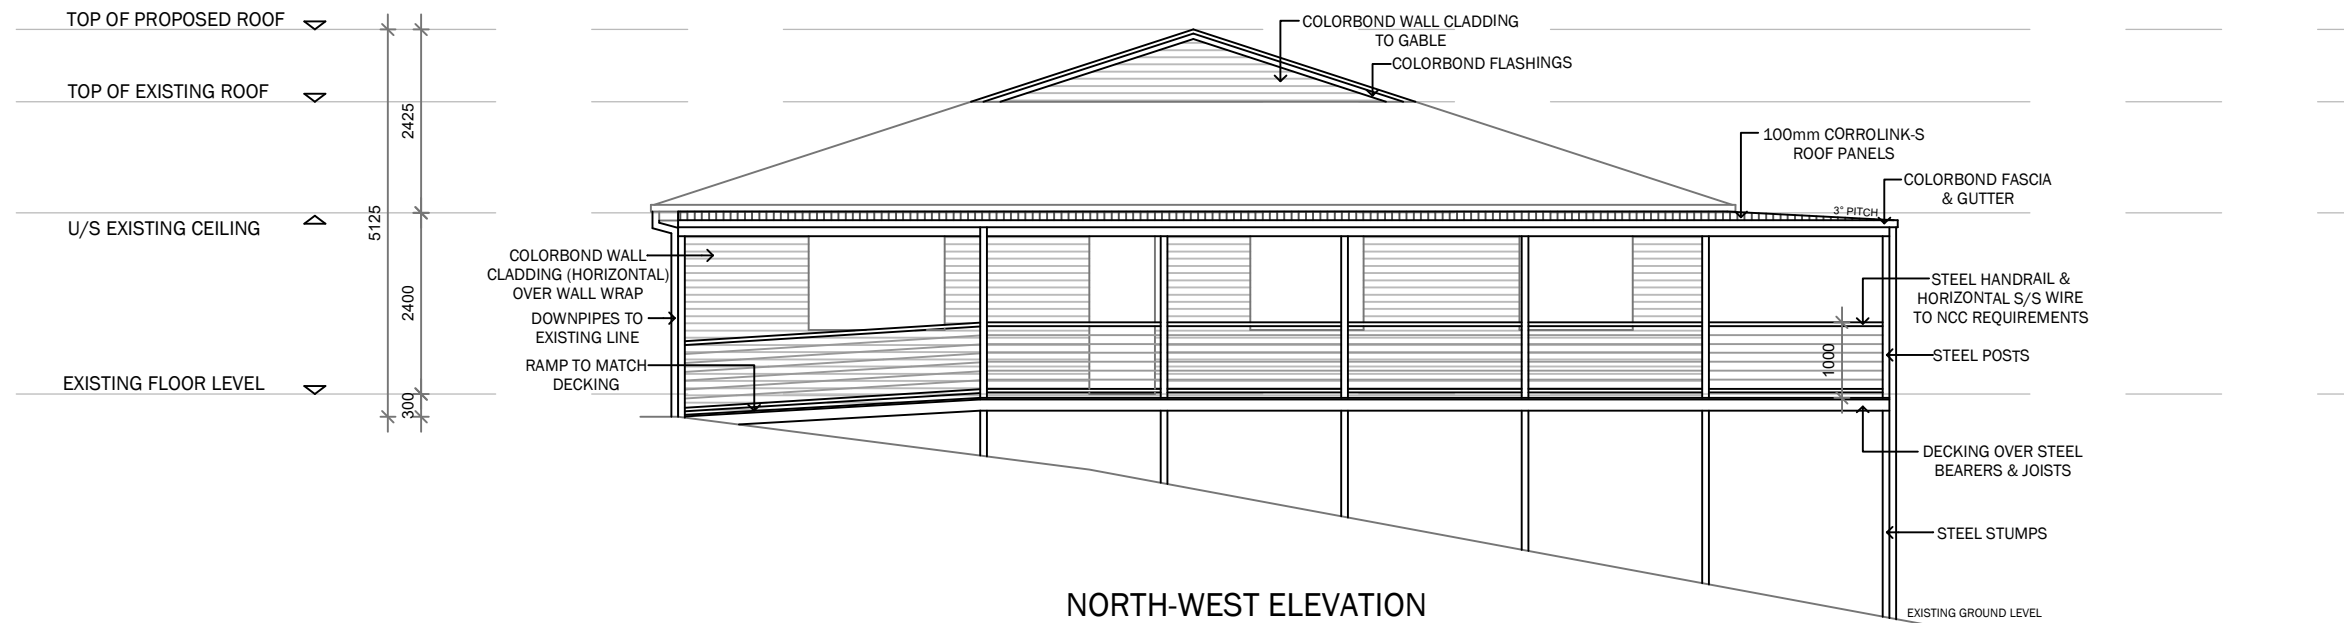 TOP OF PROPOSED ROOF
COLORBOND WALL CLADDING
TO GABLE
COLORBOND FLASHINGS
TOP OF EXISTING ROOF
2425
100mm CORROLINK-S
ROOF PANELS
COLORBOND FASCIA
& GUTTER
3° PITCH
U/S EXISTING CEILING
5125
COLORBOND WALL
CLADDING (HORIZONTAL)
OVER WALL WRAP
2400
STEEL HANDRAIL &
HORIZONTAL S/S WIRE
TO NCC REQUIREMENTS
DOWNPIPES TO
EXISTING LINE
1000
STEEL POSTS
RAMP TO MATCH
DECKING
EXISTING FLOOR LEVEL
300
DECKING OVER STEEL
BEARERS & JOISTS
STEEL STUMPS
NORTH-WEST ELEVATION
EXISTING GROUND LEVEL